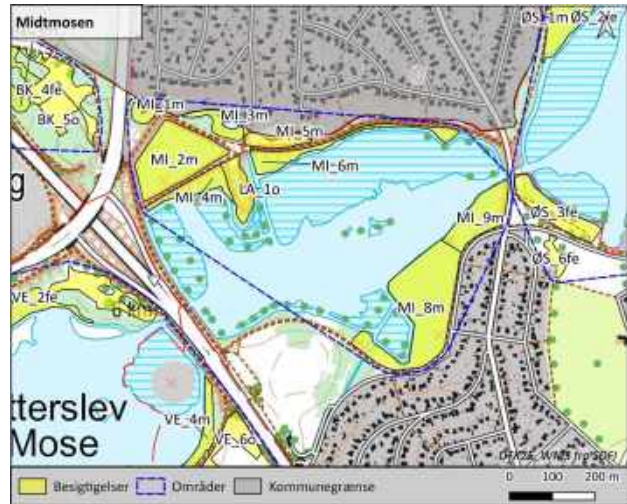 Midtmosen
ØS_1m ØS_2fe
BK_4fe
BK_5o
MI_1m
MI_3m
MI_5m
MI_2m
MI_6m
MI_4m
LA_1o
MI_9m
ØS_3fe
ØS_6fe
MI_8m
VE_2fe
g
tterslev
Mose
VE_4m
VE_6o
Besigtigelser
Områder
Kommunegrænse
0 100 200 m